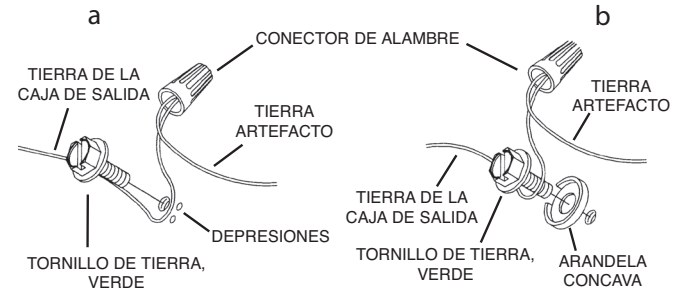 a
b
CONECTOR DE ALAMBRE
TIERRA DE LA
CAJA DE SALIDA
TIERRA
ARTEFACTO
DEPRESIONES
TORNILLO DE TIERRA,
VERDE
TIERRA
ARTEFACTO
TIERRA DE LA
CAJA DE SALIDA
TORNILLO DE TIERRA,
VERDE
ARANDELA
CONCAVA